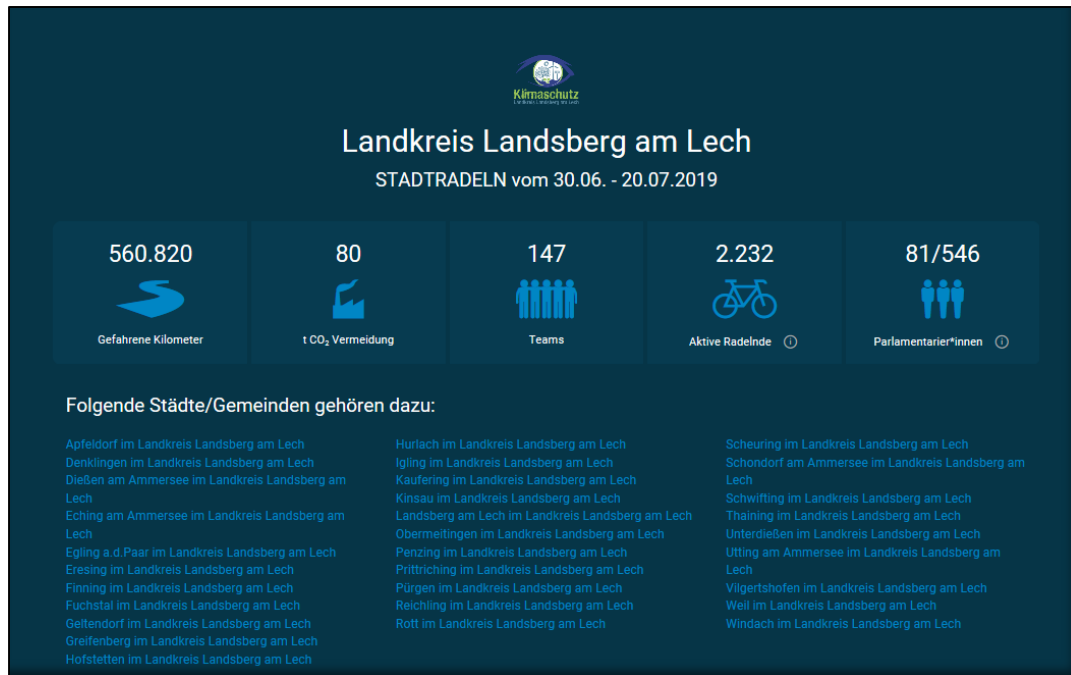 Klimaschutz
Landkreis Landsberg am Lech
Landkreis Landsberg am Lech
STADTRADELN vom 30.06. - 20.07.2019
560.820
Gefahrene Kilometer
80
t CO₂ Vermeidung
147
Teams
2.232
Aktive Radelnde
81/546
Parlamentarier*innen
Folgende Städte/Gemeinden gehören dazu:
Apfeldorf im Landkreis Landsberg am Lech
Denklingen im Landkreis Landsberg am Lech
Dießen am Ammersee im Landkreis Landsberg am
Lech
Eching am Ammersee im Landkreis Landsberg am
Lech
Egling a.d.Paar im Landkreis Landsberg am Lech
Eresing im Landkreis Landsberg am Lech
Finning im Landkreis Landsberg am Lech
Fuchstal im Landkreis Landsberg am Lech
Geltendorf im Landkreis Landsberg am Lech
Greifenberg im Landkreis Landsberg am Lech
Hofstetten im Landkreis Landsberg am Lech
Hurlach im Landkreis Landsberg am Lech
Igling im Landkreis Landsberg am Lech
Kaufering im Landkreis Landsberg am Lech
Kinsau im Landkreis Landsberg am Lech
Landsberg am Lech im Landkreis Landsberg am Lech
Obermeitingen im Landkreis Landsberg am Lech
Penzing im Landkreis Landsberg am Lech
Prittriching im Landkreis Landsberg am Lech
Pürgen im Landkreis Landsberg am Lech
Reichling im Landkreis Landsberg am Lech
Rott im Landkreis Landsberg am Lech
Scheuring im Landkreis Landsberg am Lech
Schondorf am Ammersee im Landkreis Landsberg am
Lech
Schwifting im Landkreis Landsberg am Lech
Thaining im Landkreis Landsberg am Lech
Unterdießen im Landkreis Landsberg am Lech
Utting am Ammersee im Landkreis Landsberg am
Lech
Vilgertshofen im Landkreis Landsberg am Lech
Weil im Landkreis Landsberg am Lech
Windach im Landkreis Landsberg am Lech